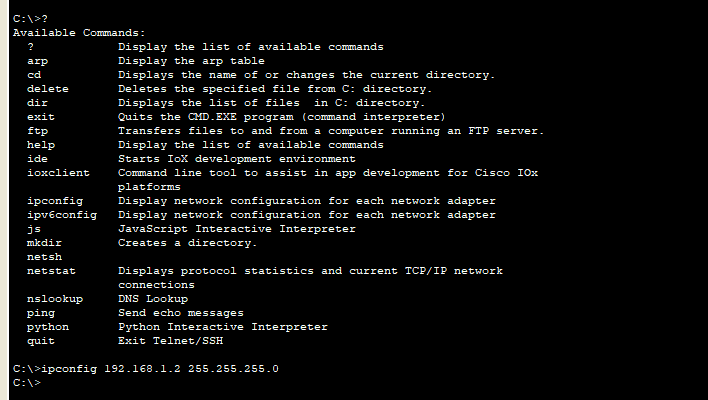 C:\>?
Available Commands:
?            Display the list of available commands
arp          Display the arp table
cd           Displays the name of or changes the current directory.
delete       Deletes the specified file from C: directory.
dir          Displays the list of files  in C: directory.
exit         Quits the CMD.EXE program (command interpreter)
ftp          Transfers files to and from a computer running an FTP server.
help         Display the list of available commands
ide          Starts IoX development environment
ioxclient    Command line tool to assist in app development for Cisco IOx
platforms
ipconfig     Display network configuration for each network adapter
ipv6config   Display network configuration for each network adapter
js           JavaScript Interactive Interpreter
mkdir        Creates a directory.
netsh
netstat      Displays protocol statistics and current TCP/IP network
connections
nslookup     DNS Lookup
ping         Send echo messages
python       Python Interactive Interpreter
quit         Exit Telnet/SSH
C:\>ipconfig 192.168.1.2 255.255.255.0
C:\>